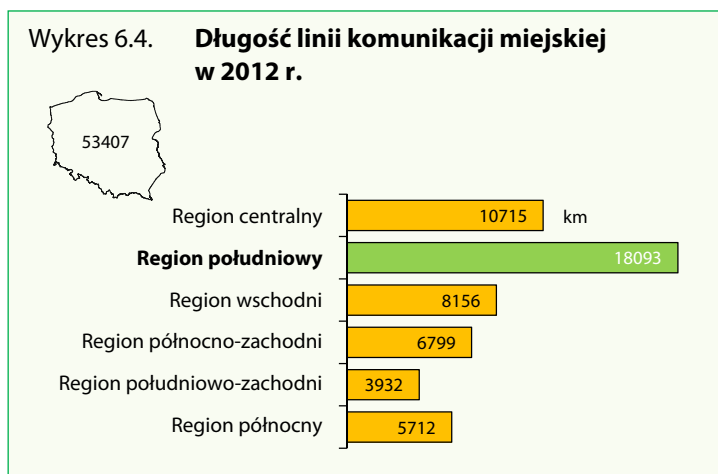 Wykres 6.4. Długość linii komunikacji miejskiej
w 2012 r.
53407
Region centralny 10715 km
Region południowy 18093
Region wschodni 8156
Region północno-zachodni 6799
Region południowo-zachodni 3932
Region północny 5712